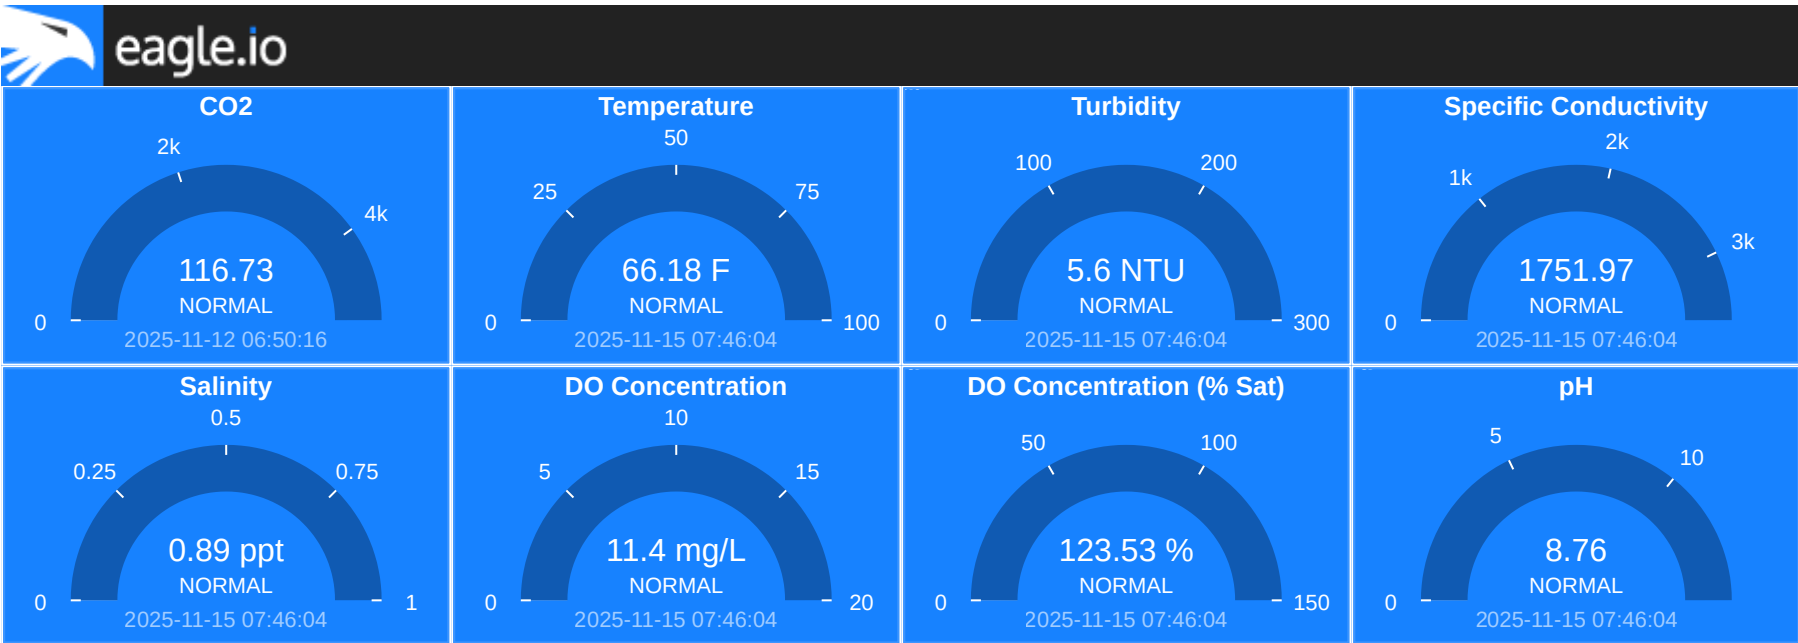 eagle.io
CO2
2k
4k
0
116.73
NORMAL
2025-11-12 06:50:16
Temperature
50
25
75
0
100
66.18 F
NORMAL
2025-11-15 07:46:04
Turbidity
100
200
0
300
5.6 NTU
NORMAL
2025-11-15 07:46:04
Specific Conductivity
2k
1k
3k
0
1751.97
NORMAL
2025-11-15 07:46:04
Salinity
0.5
0.25
0.75
0
1
0.89 ppt
NORMAL
2025-11-15 07:46:04
DO Concentration
10
5
15
0
20
11.4 mg/L
NORMAL
2025-11-15 07:46:04
DO Concentration (% Sat)
50
100
0
150
123.53 %
NORMAL
2025-11-15 07:46:04
pH
5
10
0
8.76
NORMAL
2025-11-15 07:46:04